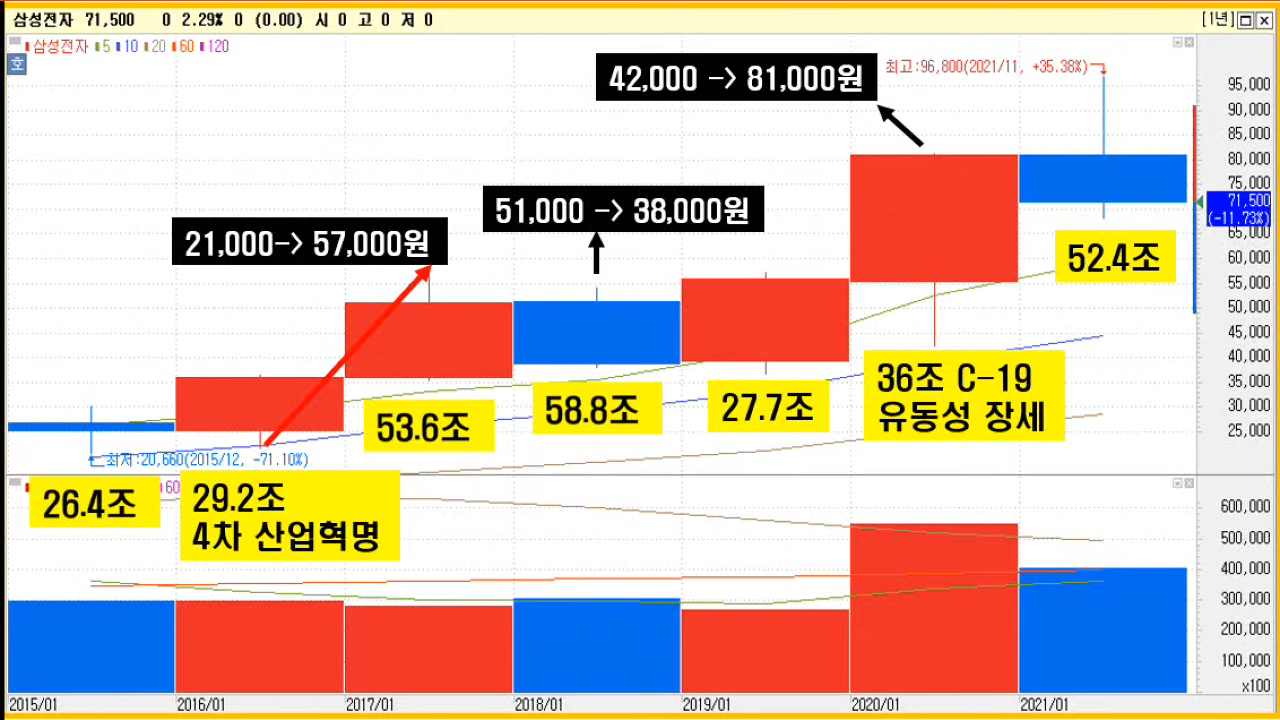 삼성전자 71,500 0 2.29% 0 (0.00) 시 0 고 0 저 0
[1년]
삼성전자 5 10 20 60 120
호
42,000 -> 81,000원
최고:96,800(2021/11, +35.38%)
51,000 -> 38,000원
21,000-> 57,000원
52.4조
36조 C-19
유동성 장세
27.7조
58.8조
53.6조
최저:20,660(2015/12, -71.10%)
26.4조
60
29.2조
4차 산업혁명
95,000
90,000
85,000
80,000
75,000
71,500
(-11.73%)
65,000
60,000
55,000
50,000
45,000
40,000
35,000
30,000
25,000
600,000
500,000
400,000
300,000
200,000
100,000
x100
2015/01 2016/01 2017/01 2018/01 2019/01 2020/01 2021/01